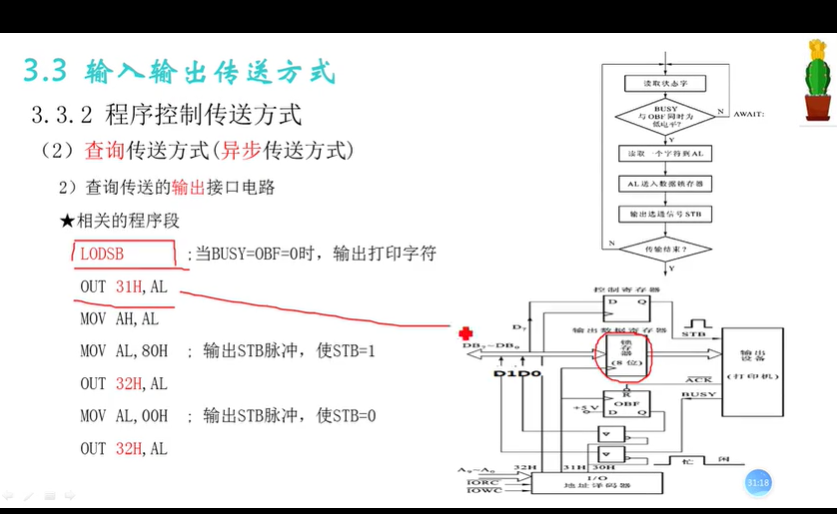 3.3 输入输出传送方式
3.3.2 程序控制传送方式
（2）查询传送方式(异步传送方式)
2）查询传送的输出接口电路
★相关的程序段
LODSB ;当BUSY=OBF=0时，输出打印字符
OUT 31H,AL
MOV AH,AL
MOV AL,80H ; 输出STB脉冲，使STB=1
OUT 32H,AL
MOV AL,00H ; 输出STB脉冲，使STB=0
OUT 32H,AL
读取状态字
BUSY
与OBF同时为
低电平?
N
AWAIT:
Y
读取一个字符到AL
AL送入数据锁存器
输出选通信号STB
N
传输结束?
Y
控制寄存器
D Q
D7
STB
输出数据寄存器
DB7~DB0
锁
存
器
(8位)
输出
设备
(打印机)
D1D0
ACK
R
OBF
D Q
+5V
BUSY
忙 闲
A7~A0
32H 31H 30H
IORC
IOWC
I/O
地址译码器
31:18